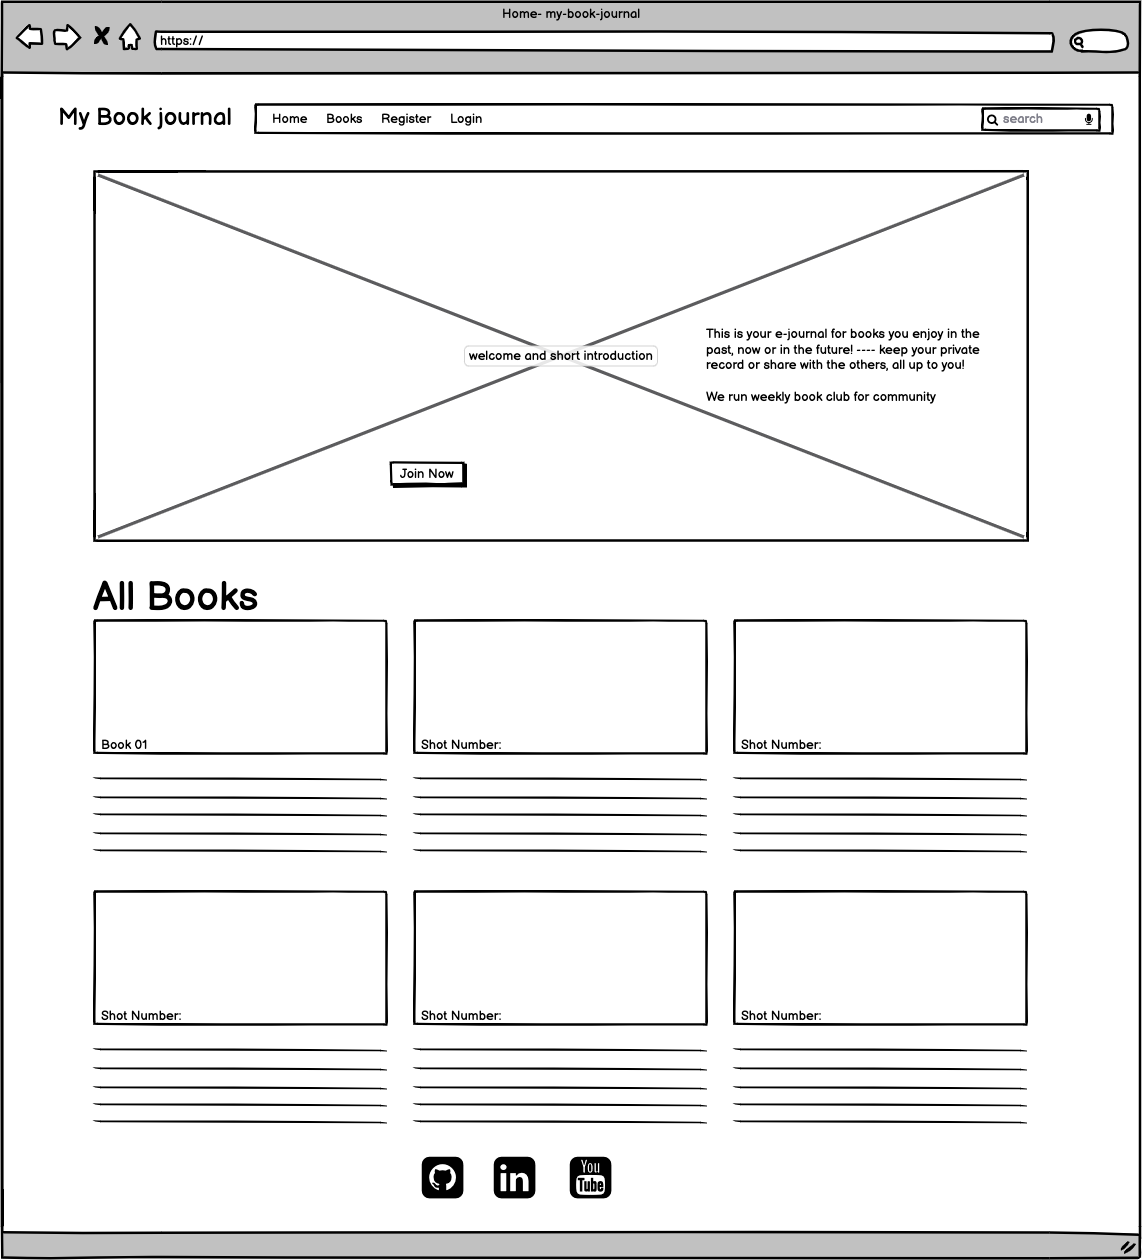 Home- my-book-journal
https://
My Book journal
Home Books Register Login search
This is your e-journal for books you enjoy in the
past, now or in the future! ---- keep your private
record or share with the others, all up to you!
welcome and short introduction
We run weekly book club for community
Join Now
All Books
Book 01 Shot Number: Shot Number:
Shot Number: Shot Number: Shot Number:
in You
Tube